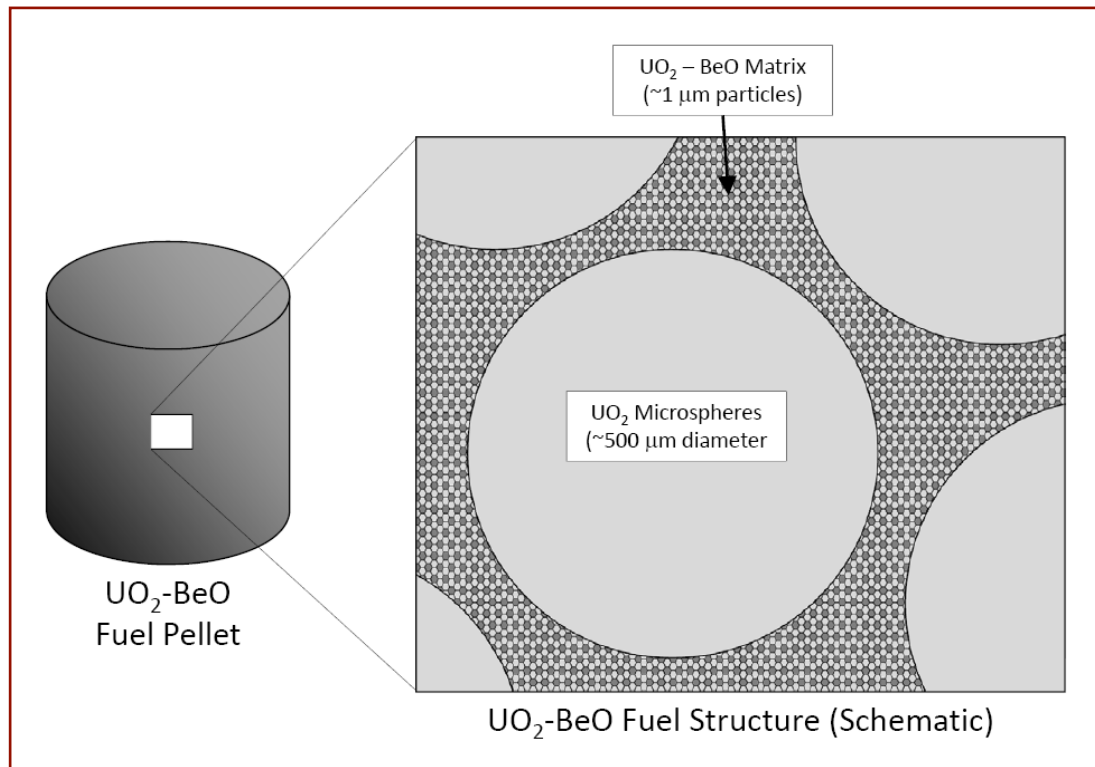 UO₂ – BeO Matrix
(~1 μm particles)
UO₂ Microspheres
(~500 μm diameter
UO₂-BeO
Fuel Pellet
UO₂-BeO Fuel Structure (Schematic)